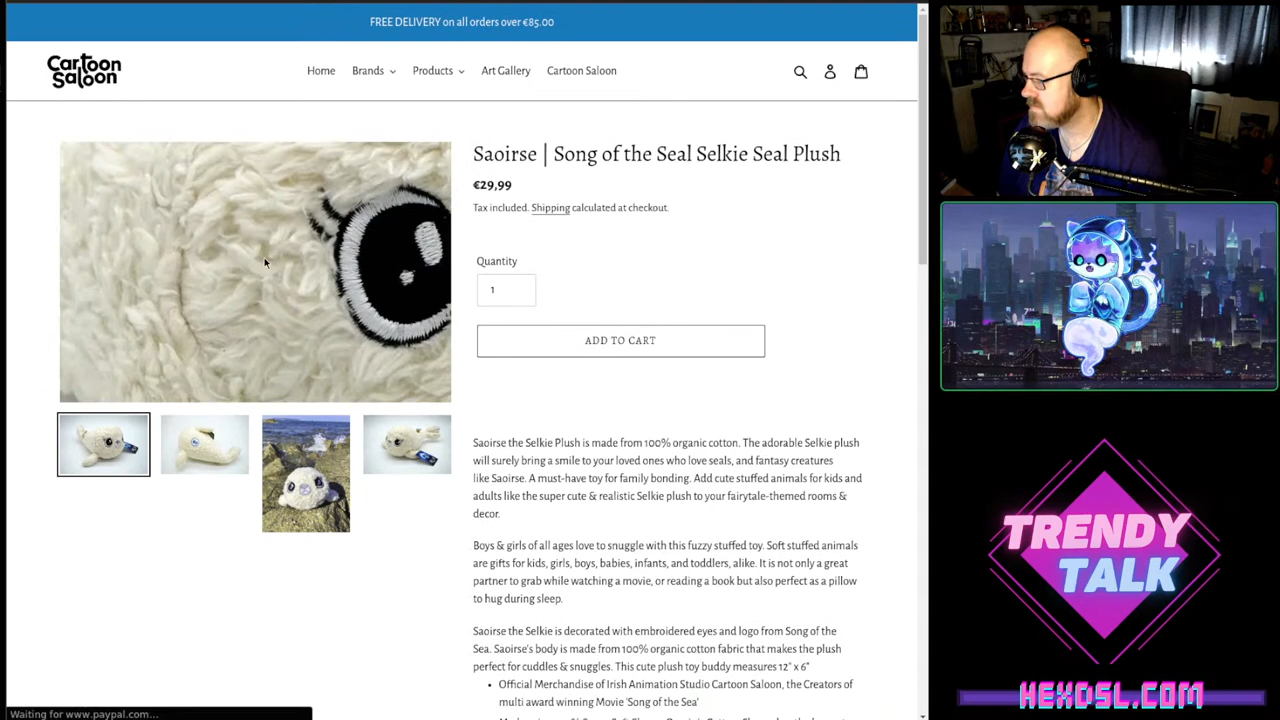 FREE DELIVERY on all orders over €85.00
Cartoon
Saloon
Home
Brands
Products
Art Gallery
Cartoon Saloon
Saoirse | Song of the Seal Selkie Seal Plush
€29,99
Tax included. Shipping calculated at checkout.
Quantity
1
ADD TO CART
Saoirse the Selkie Plush is made from 100% organic cotton. The adorable Selkie plush
will surely bring a smile to your loved ones who love seals, and fantasy creatures
like Saoirse. A must-have toy for family bonding. Add cute stuffed animals for kids and
adults like the super cute & realistic Selkie plush to your fairytale-themed rooms &
decor.
Boys & girls of all ages love to snuggle with this fuzzy stuffed toy. Soft stuffed animals
are gifts for kids, girls, boys, babies, infants, and toddlers, alike. It is not only a great
partner to grab while watching a movie, or reading a book but also perfect as a pillow
to hug during sleep.
Saoirse the Selkie is decorated with embroidered eyes and logo from Song of the
Sea. Saoirse's body is made from 100% organic cotton fabric that makes the plush
perfect for cuddles & snuggles. This cute plush toy buddy measures 12" x 6"
Official Merchandise of Irish Animation Studio Cartoon Saloon, the Creators of
multi award winning Movie 'Song of the Sea'
Waiting for www.paypal.com...
TRENDY
TALK
HEXDSL.COM